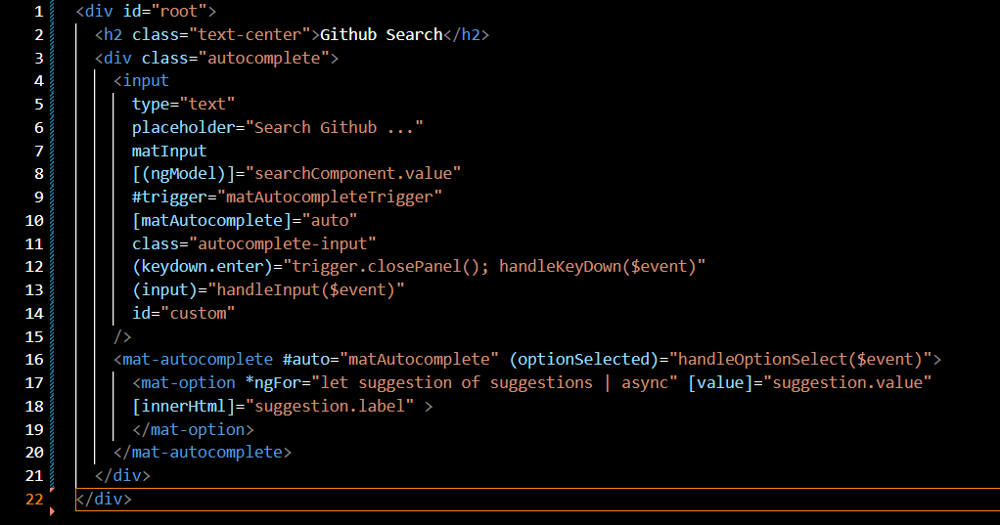 1 <div id="root">
2   <h2 class="text-center">Github Search</h2>
3   <div class="autocomplete">
4     <input
5       type="text"
6       placeholder="Search Github ..."
7       matInput
8       [(ngModel)]="searchComponent.value"
9       #trigger="matAutocompleteTrigger"
10       [matAutocomplete]="auto"
11       class="autocomplete-input"
12       (keydown.enter)="trigger.closePanel(); handleKeyDown($event)"
13       (input)="handleInput($event)"
14       id="custom"
15     />
16     <mat-autocomplete #auto="matAutocomplete" (optionSelected)="handleOptionSelect($event)">
17       <mat-option *ngFor="let suggestion of suggestions | async" [value]="suggestion.value"
18       [innerHtml]="suggestion.label" >
19       </mat-option>
20     </mat-autocomplete>
21   </div>
22 </div>